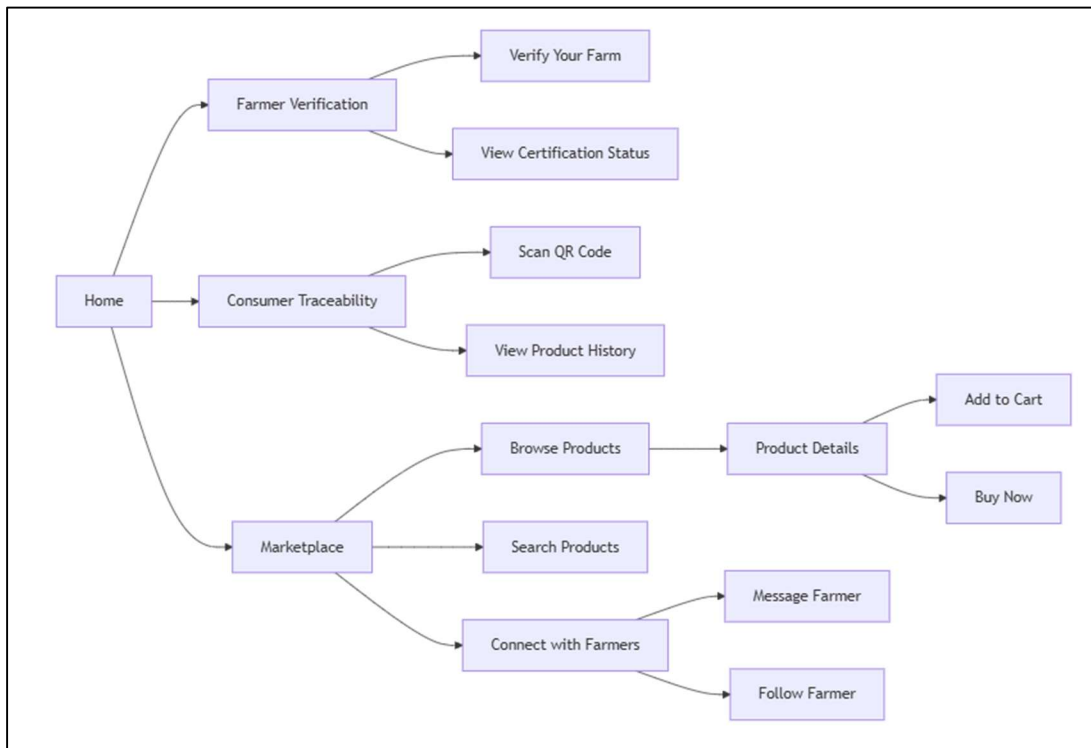 Verify Your Farm
Farmer Verification
View Certification Status
Scan QR Code
Home
Consumer Traceability
View Product History
Add to Cart
Browse Products
Product Details
Buy Now
Marketplace
Search Products
Message Farmer
Connect with Farmers
Follow Farmer